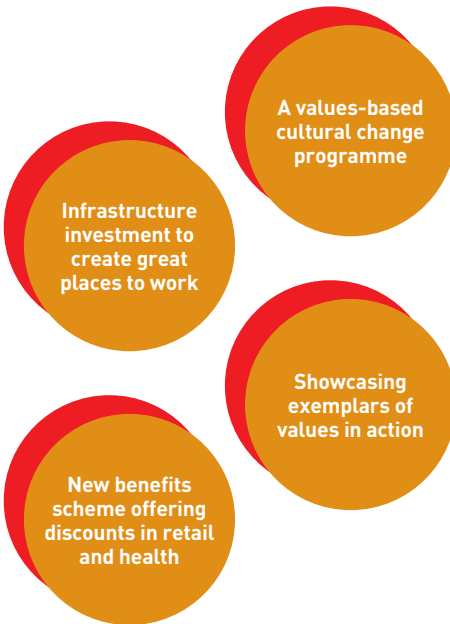 A values-based
cultural change
programme
Infrastructure
investment to
create great
places to work
Showcasing
exemplars of
values in action
New benefits
scheme offering
discounts in retail
and health